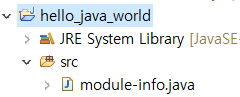 hello_java_world
JRE System Library [JavaSE-
src
module-info.java